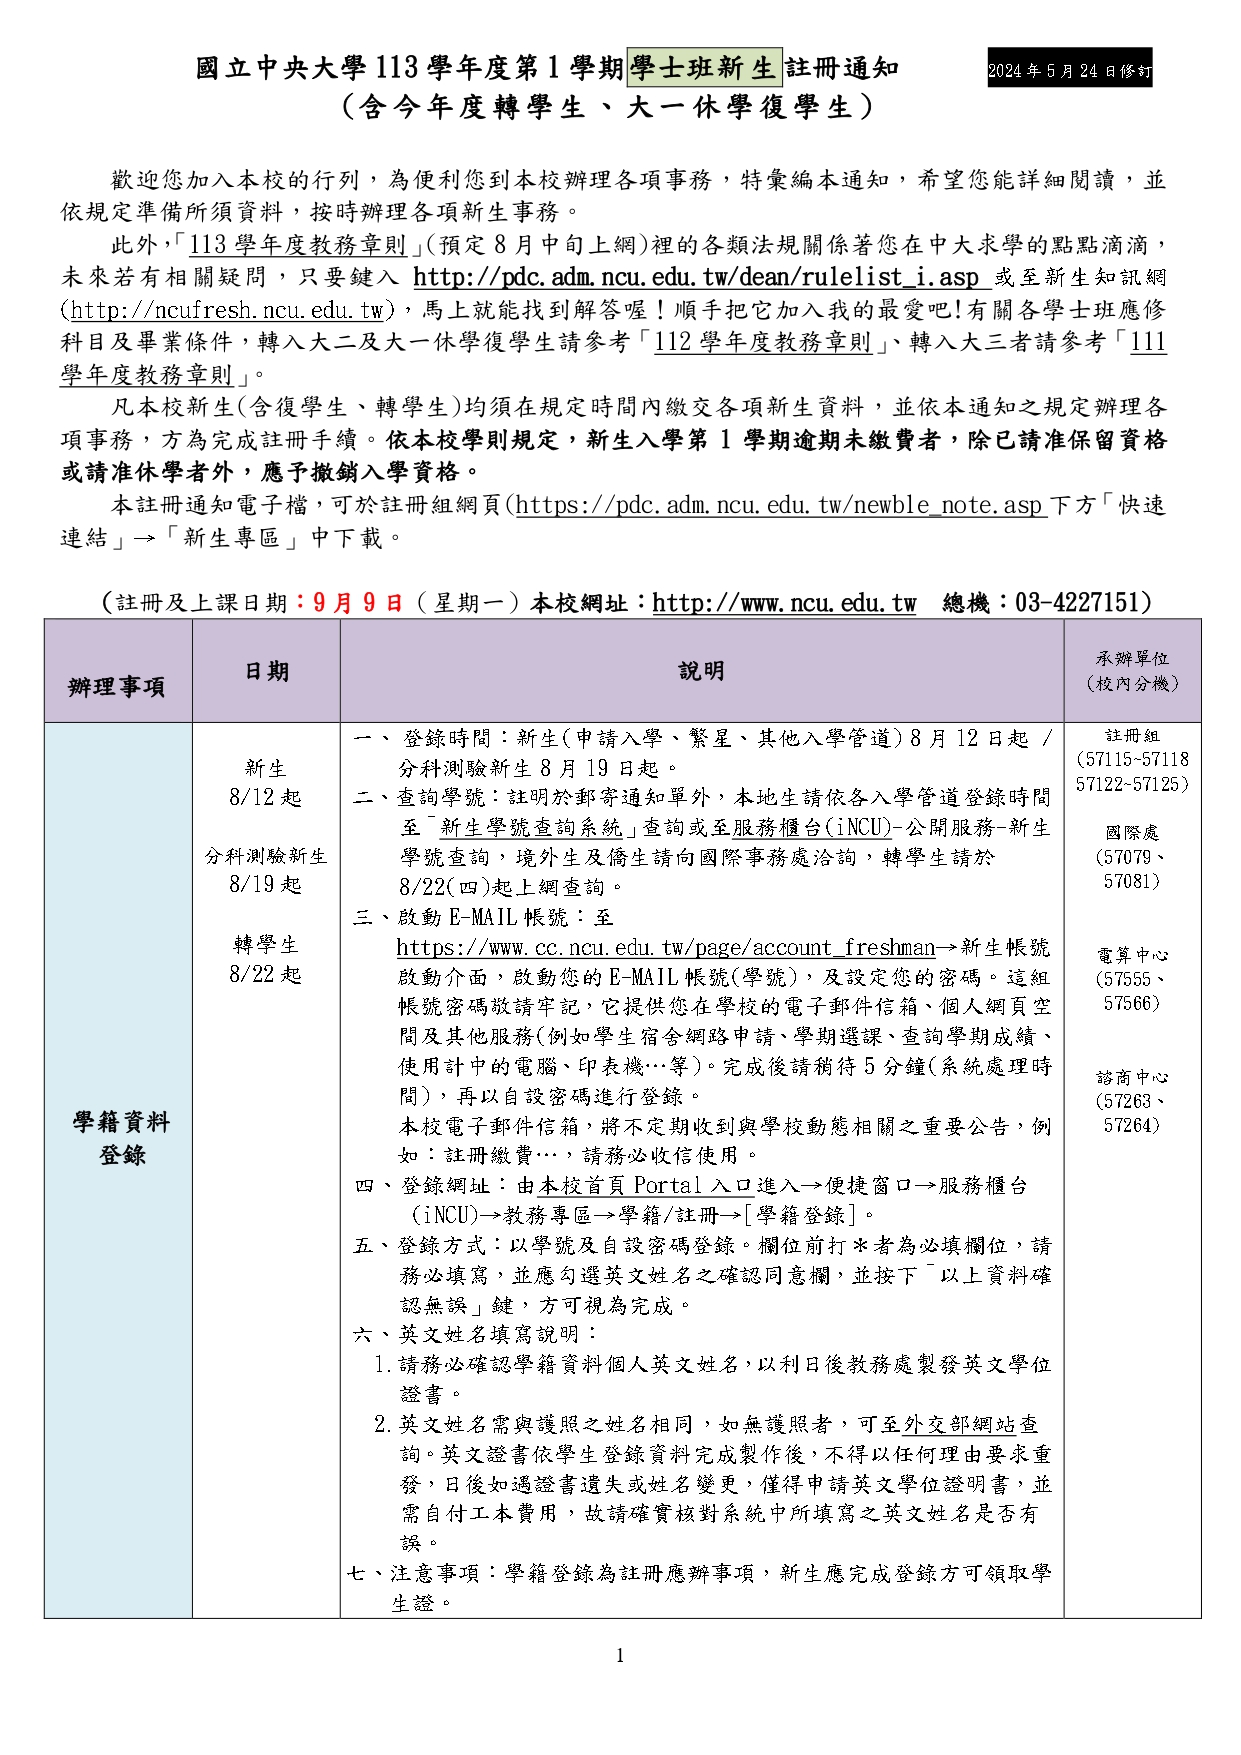 國立中央大學 113 學年度第 1 學期學士班新生註冊通知
2024 年 5 月 24 日修訂
（含今年度轉學生、大一休學復學生）
歡迎您加入本校的行列，為便利您到本校辦理各項事務，特彙編本通知，希望您能詳細閱讀，並
依規定準備所須資料，按時辦理各項新生事務。
此外，「113 學年度教務章則」(預定 8 月中旬上網)裡的各類法規關係著您在中大求學的點點滴滴，
未來若有相關疑問，只要鍵入 http://pdc.adm.ncu.edu.tw/dean/rulelist_i.asp 或至新生知訊網
(http://ncufresh.ncu.edu.tw)，馬上就能找到解答喔！順手把它加入我的最愛吧!有關各學士班應修
科目及畢業條件，轉入大二及大一休學復學生請參考「112 學年度教務章則」、轉入大三者請參考「111
學年度教務章則」。
凡本校新生(含復學生、轉學生)均須在規定時間內繳交各項新生資料，並依本通知之規定辦理各
項事務，方為完成註冊手續。依本校學則規定，新生入學第 1 學期逾期未繳費者，除已請准保留資格
或請准休學者外，應予撤銷入學資格。
本註冊通知電子檔，可於註冊組網頁(https://pdc.adm.ncu.edu.tw/newble_note.asp 下方「快速
連結」→「新生專區」中下載。
（註冊及上課日期：9 月 9 日（星期一）本校網址：http://www.ncu.edu.tw 總機：03-4227151）
辦理事項
日期
說明
承辦單位
（校內分機）
學籍資料
登錄
新生
8/12 起
分科測驗新生
8/19 起
轉學生
8/22 起
一、 登錄時間：新生(申請入學、繁星、其他入學管道) 8 月 12 日起 /
分科測驗新生 8 月 19 日起。
二、查詢學號：註明於郵寄通知單外，本地生請依各入學管道登錄時間
至「新生學號查詢系統」查詢或至服務櫃台(iNCU)-公開服務-新生
學號查詢，境外生及僑生請向國際事務處洽詢，轉學生請於
8/22(四)起上網查詢。
三、啟動 E-MAIL 帳號：至
https://www.cc.ncu.edu.tw/page/account_freshman→新生帳號
啟動介面，啟動您的 E-MAIL 帳號(學號)，及設定您的密碼。這組
帳號密碼敬請牢記，它提供您在學校的電子郵件信箱、個人網頁空
間及其他服務(例如學生宿舍網路申請、學期選課、查詢學期成績、
使用計中的電腦、印表機…等)。完成後請稍待 5 分鐘(系統處理時
間)，再以自設密碼進行登錄。
本校電子郵件信箱，將不定期收到與學校動態相關之重要公告，例
如：註冊繳費…，請務必收信使用。
四、登錄網址：由本校首頁 Portal 入口進入→便捷窗口→服務櫃台
(iNCU)→教務專區→學籍/註冊→[學籍登錄]。
五、登錄方式：以學號及自設密碼登錄。欄位前打＊者為必填欄位，請
務必填寫，並應勾選英文姓名之確認同意欄，並按下「以上資料確
認無誤」鍵，方可視為完成。
六、英文姓名填寫說明：
1.請務必確認學籍資料個人英文姓名，以利日後教務處製發英文學位
證書。
2.英文姓名需與護照之姓名相同，如無護照者，可至外交部網站查
詢。英文證書依學生登錄資料完成製作後，不得以任何理由要求重
發，日後如遇證書遺失或姓名變更，僅得申請英文學位證明書，並
需自付工本費用，故請確實核對系統中所填寫之英文姓名是否有
誤。
七、注意事項：學籍登錄為註冊應辦事項，新生應完成登錄方可領取學
生證。
註冊組
(57115~57118
57122~57125)
國際處
(57079、
57081)
電算中心
(57555、
57566)
諮商中心
(57263、
57264)
1